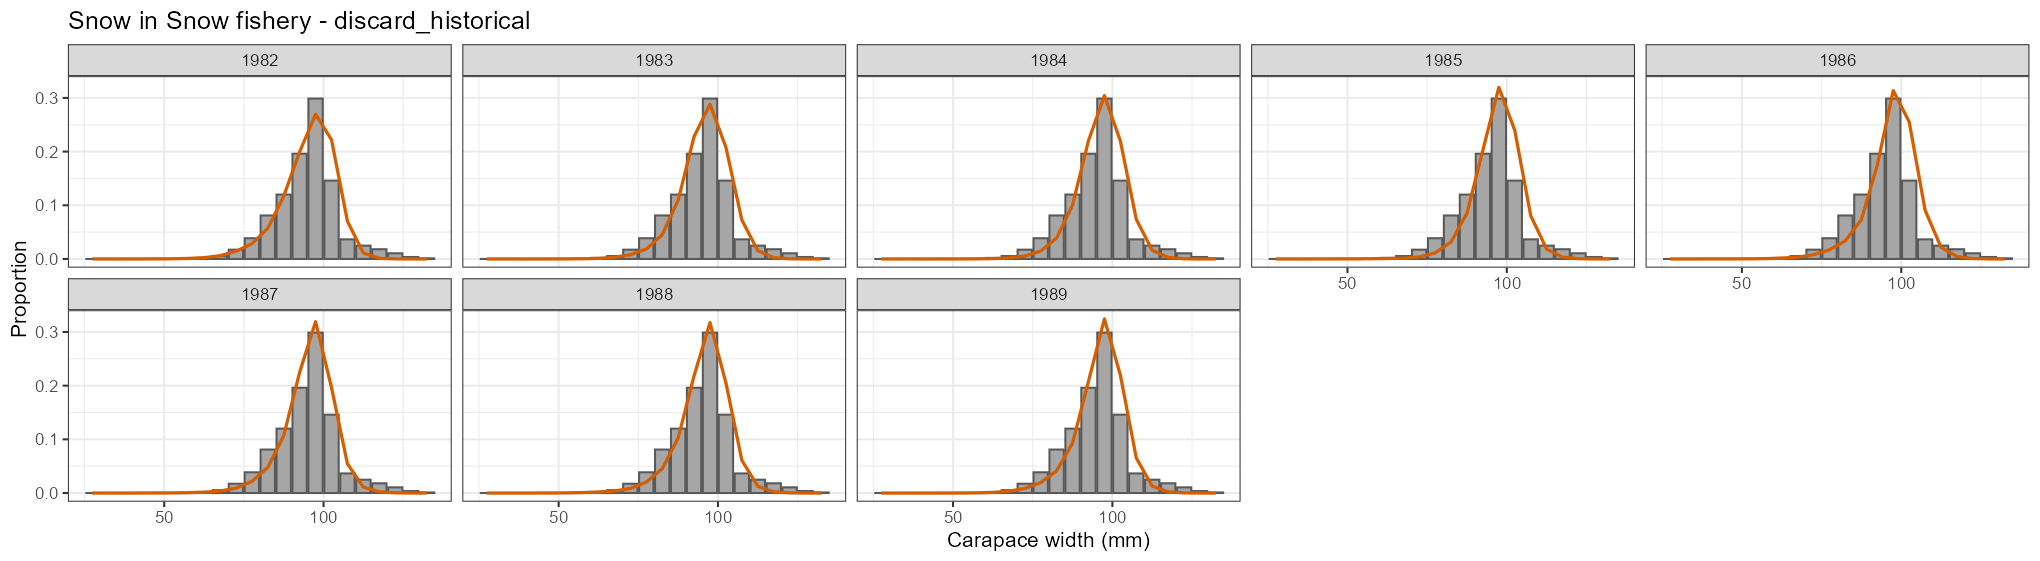 Snow in Snow fishery - discard_historical
1982 1983 1984 1985 1986
0.3
0.2
0.1
0.0
50 100 50 100
1987 1988 1989
0.3
0.2
0.1
0.0
50 100 50 100 50 100
Proportion
Carapace width (mm)